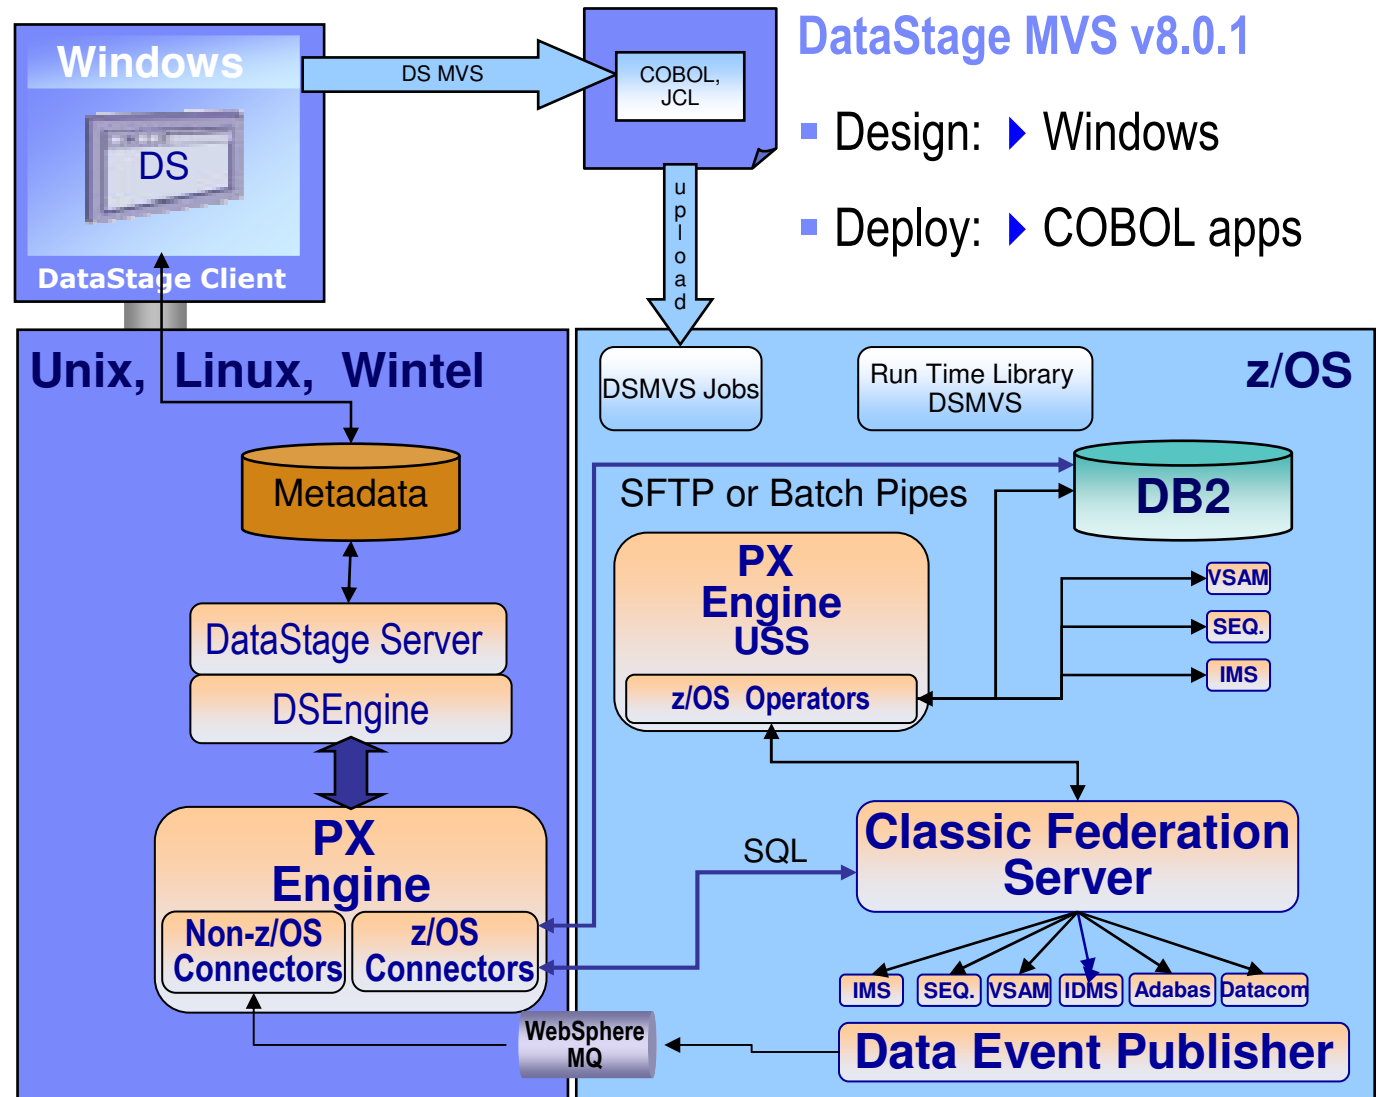 DataStage MVS v8.0.1
Windows
DS MVS
COBOL,
JCL
Design: Windows
DS
upload
Deploy: COBOL apps
DataStage Client
Unix, Linux, Wintel
z/OS
DSMVS Jobs
Run Time Library
DSMVS
Metadata
SFTP or Batch Pipes
DB2
PX
Engine
USS
VSAM
SEQ.
IMS
DataStage Server
z/OS Operators
DSEngine
PX
Engine
SQL
Classic Federation
Server
Non-z/OS
Connectors
z/OS
Connectors
IMS
SEQ.
VSAM
IDMS
Adabas
Datacom
WebSphere
MQ
Data Event Publisher